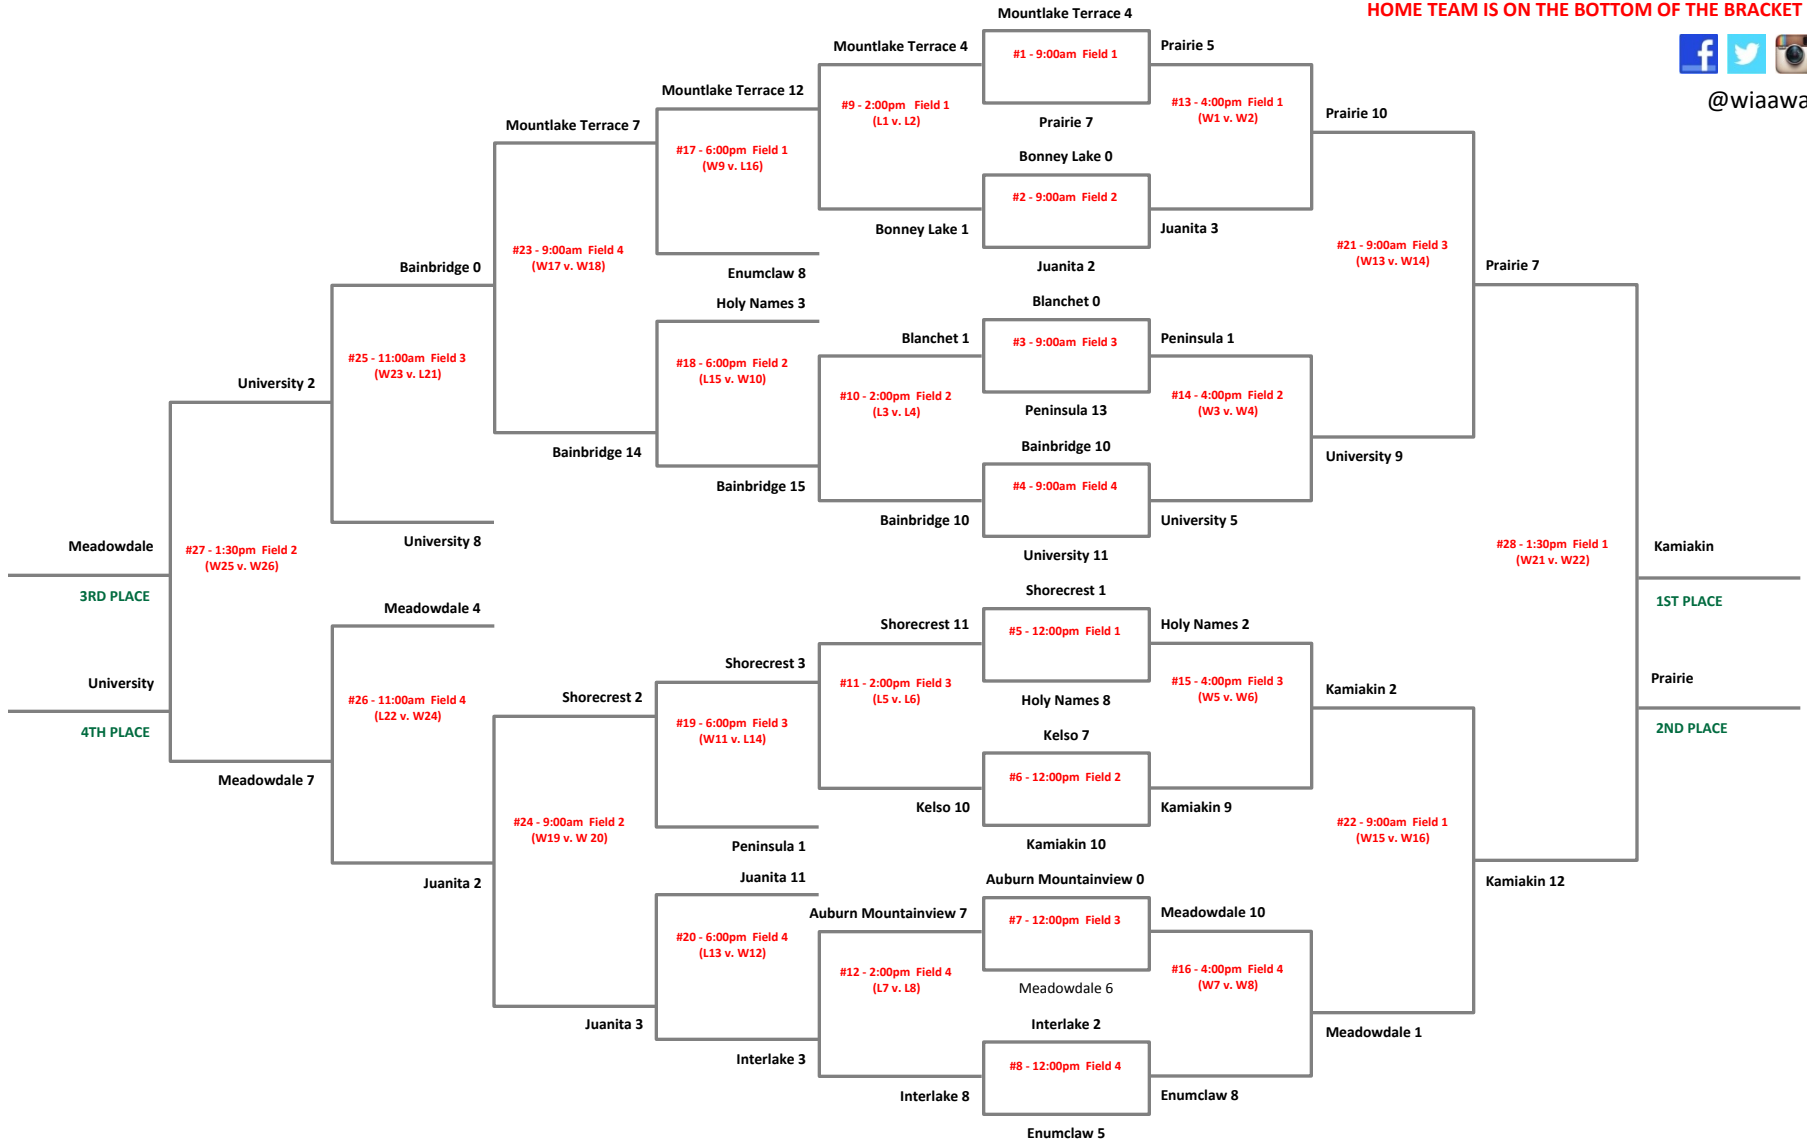 Mountlake Terrace 4
HOME TEAM IS ON THE BOTTOM OF THE BRACKET
Mountlake Terrace 4
#1 - 9:00am Field 1
Prairie 5
Mountlake Terrace 12
#9 - 2:00pm Field 1
(L1 v. L2)
#13 - 4:00pm Field 1
(W1 v. W2)
@wiaawa
Mountlake Terrace 7
Prairie 7
Prairie 10
#17 - 6:00pm Field 1
(W9 v. L16)
Bonney Lake 0
#2 - 9:00am Field 2
Bonney Lake 1
Juanita 3
#23 - 9:00am Field 4
(W17 v. W18)
#21 - 9:00am Field 3
(W13 v. W14)
Bainbridge 0
Enumclaw 8
Juanita 2
Prairie 7
Holy Names 3
Blanchet 0
Blanchet 1
#3 - 9:00am Field 3
Peninsula 1
#25 - 11:00am Field 3
(W23 v. L21)
#18 - 6:00pm Field 2
(L15 v. W10)
University 2
#10 - 2:00pm Field 2
(L3 v. L4)
#14 - 4:00pm Field 2
(W3 v. W4)
Peninsula 13
Bainbridge 14
Bainbridge 10
University 9
Bainbridge 15
#4 - 9:00am Field 4
Bainbridge 10
University 5
Meadowdale
#27 - 1:30pm Field 2
(W25 v. W26)
University 8
University 11
#28 - 1:30pm Field 1
(W21 v. W22)
Kamiakin
3RD PLACE
Shorecrest 1
1ST PLACE
Meadowdale 4
Shorecrest 11
#5 - 12:00pm Field 1
Holy Names 2
Shorecrest 3
University
Shorecrest 2
#11 - 2:00pm Field 3
(L5 v. L6)
#15 - 4:00pm Field 3
(W5 v. W6)
Kamiakin 2
Prairie
#26 - 11:00am Field 4
(L22 v. W24)
Holy Names 8
4TH PLACE
#19 - 6:00pm Field 3
(W11 v. L14)
Kelso 7
2ND PLACE
Meadowdale 7
#6 - 12:00pm Field 2
Kelso 10
Kamiakin 9
#24 - 9:00am Field 2
(W19 v. W 20)
#22 - 9:00am Field 1
(W15 v. W16)
Peninsula 1
Kamiakin 10
Juanita 2
Juanita 11
Auburn Mountainview 0
Kamiakin 12
Auburn Mountainview 7
#7 - 12:00pm Field 3
Meadowdale 10
#20 - 6:00pm Field 4
(L13 v. W12)
#12 - 2:00pm Field 4
(L7 v. L8)
Meadowdale 6
#16 - 4:00pm Field 4
(W7 v. W8)
Juanita 3
Interlake 2
Meadowdale 1
Interlake 3
#8 - 12:00pm Field 4
Interlake 8
Enumclaw 8
Enumclaw 5